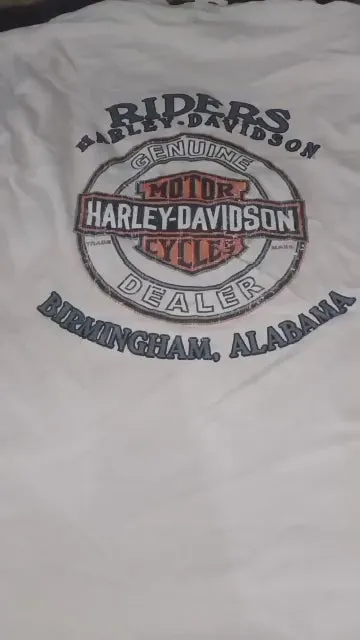 RIDERS
HARLEY-DAVIDSON
GENUINE
MOTOR
HARLEY-DAVIDSON
TRADE MARK
CYCLES
DEALER
BIRMINGHAM, ALABAMA